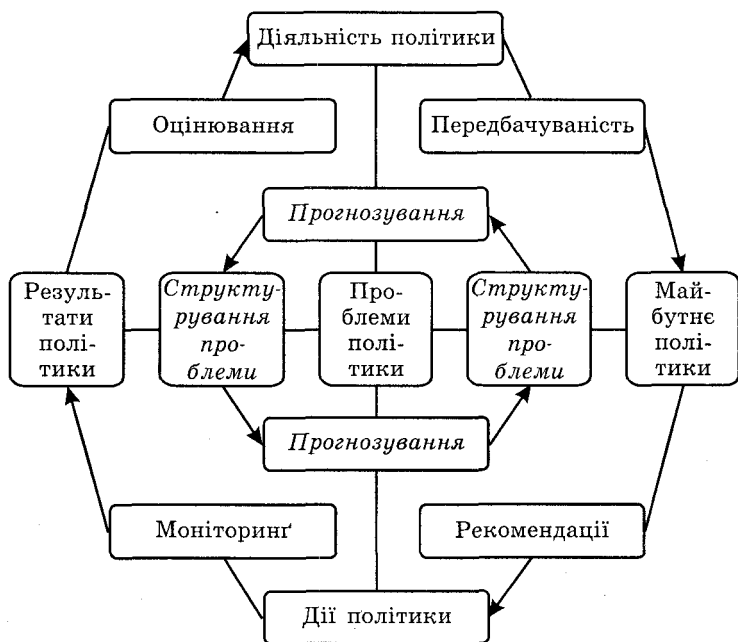 Діяльність політики
Оцінювання
Передбачуваність
Прогнозування
Резуль-
тати
полі-
тики
Структу-
рування
про-
блеми
Про-
блеми
полі-
тики
Структу-
рування
про-
блеми
Май-
бутнє
полі-
тики
Прогнозування
Моніторинґ
Рекомендації
Дії політики